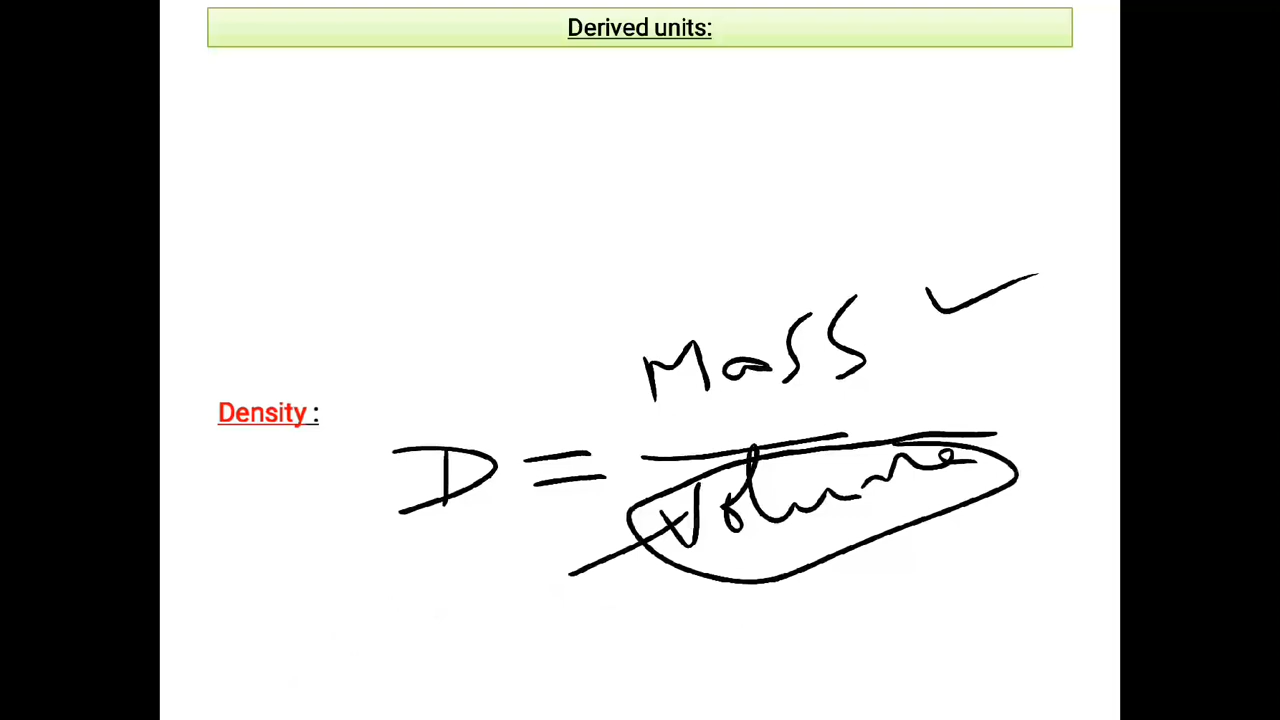 Derived units:
Mass
Density :
D =
Volume